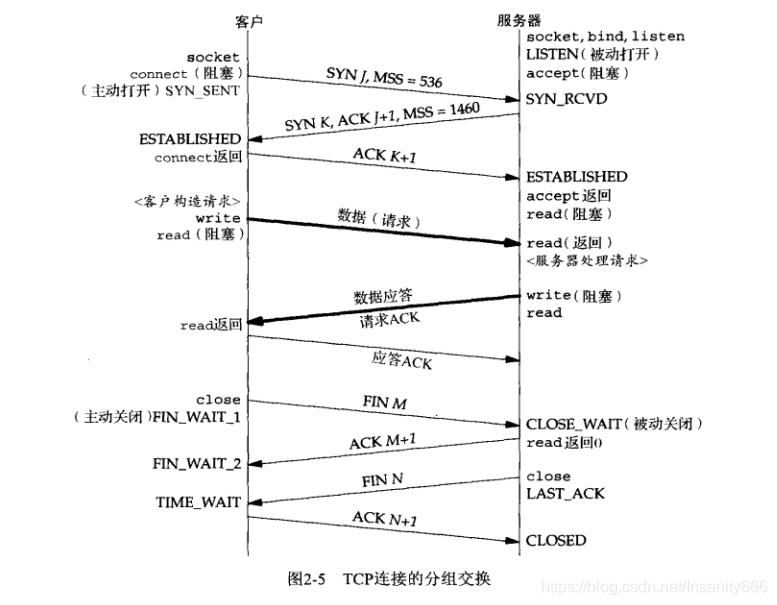 客户
服务器
socket, bind, listen
socket
LISTEN(被动打开)
connect(阻塞)
SYN J, MSS = 536
accept(阻塞)
(主动打开) SYN_SENT
SYN_RCVD
SYN K, ACK J+1, MSS = 1460
ESTABLISHED
connect返回
ACK K+1
ESTABLISHED
accept返回
<客户构造请求>
read(阻塞)
write
数据(请求)
read(阻塞)
read(返回)
<服务器处理请求>
数据应答
write(阻塞)
请求ACK
read
read返回
应答ACK
close
FIN M
(主动关闭)FIN_WAIT_1
CLOSE_WAIT(被动关闭)
ACK M+1
read返回0
FIN_WAIT_2
FIN N
close
TIME_WAIT
LAST_ACK
ACK N+1
CLOSED
图2-5 TCP连接的分组交换
https://blog.csdn.net/Insanity666